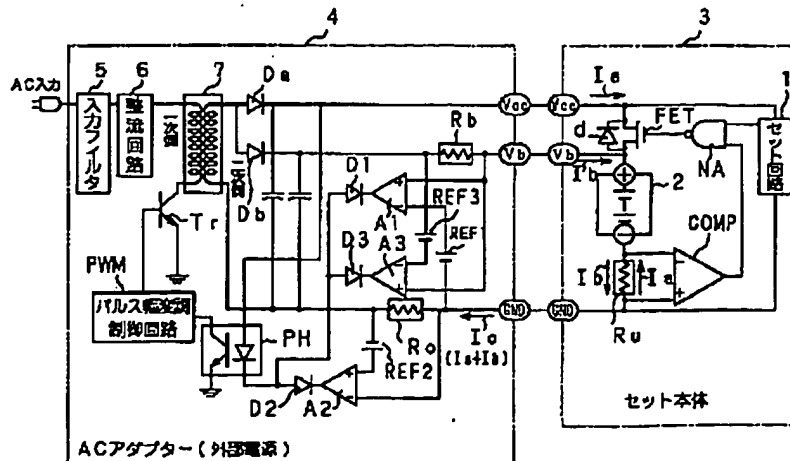 4
3
AC入力
5
6
7
Da
Db
入力フィルタ
整流回路
一次側
二次側
Tr
PWM
パルス幅変調
制御回路
PH
D1
D3
A1
A3
D2
A2
Rb
REF3
REF1
REF2
Ro
I'o
(Is+Ib)
Vcc
Vb
GND
Vcc
Vb
GND
Is
I'b
d
FET
NA
1
セット回路
2
COMP
Ib
Ia
Ru
セット本体
ACアダプター(外部電源)